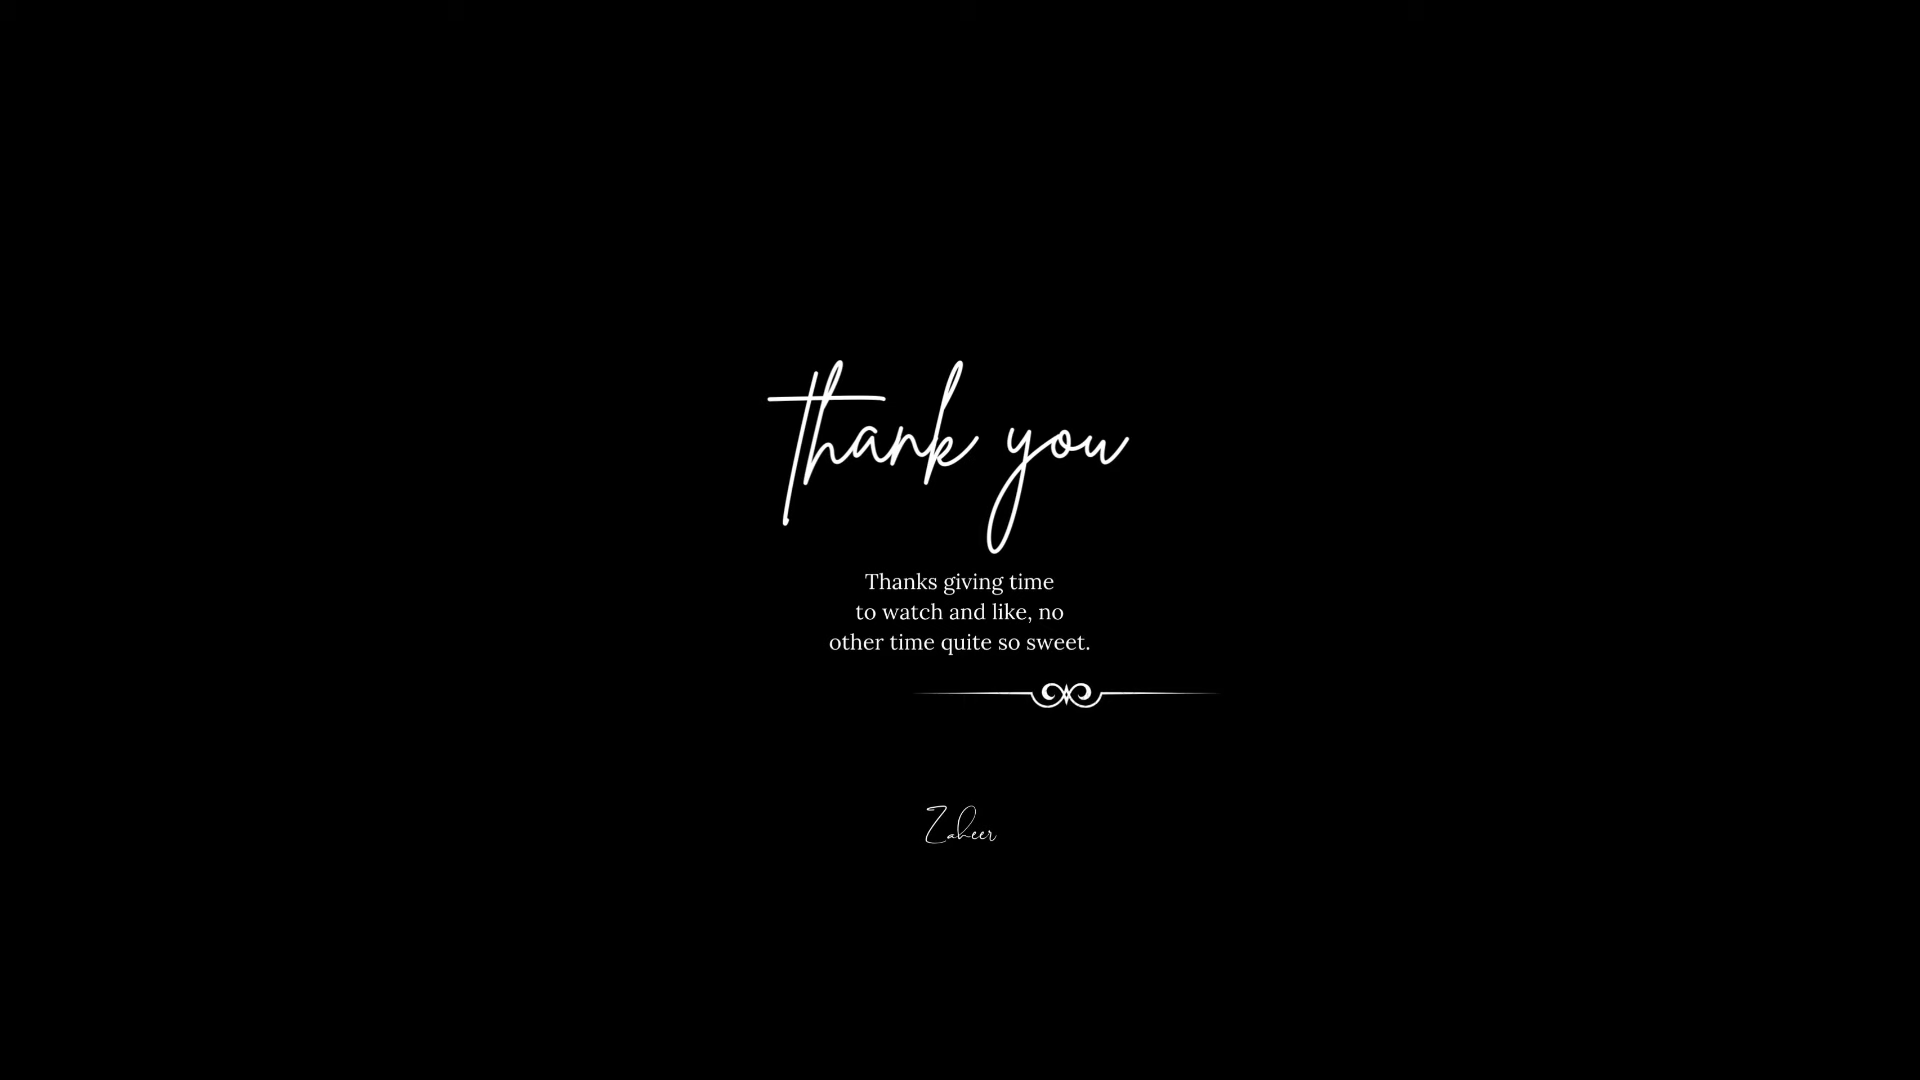 thank you
Thanks giving time
to watch and like, no
other time quite so sweet.
Zaheer